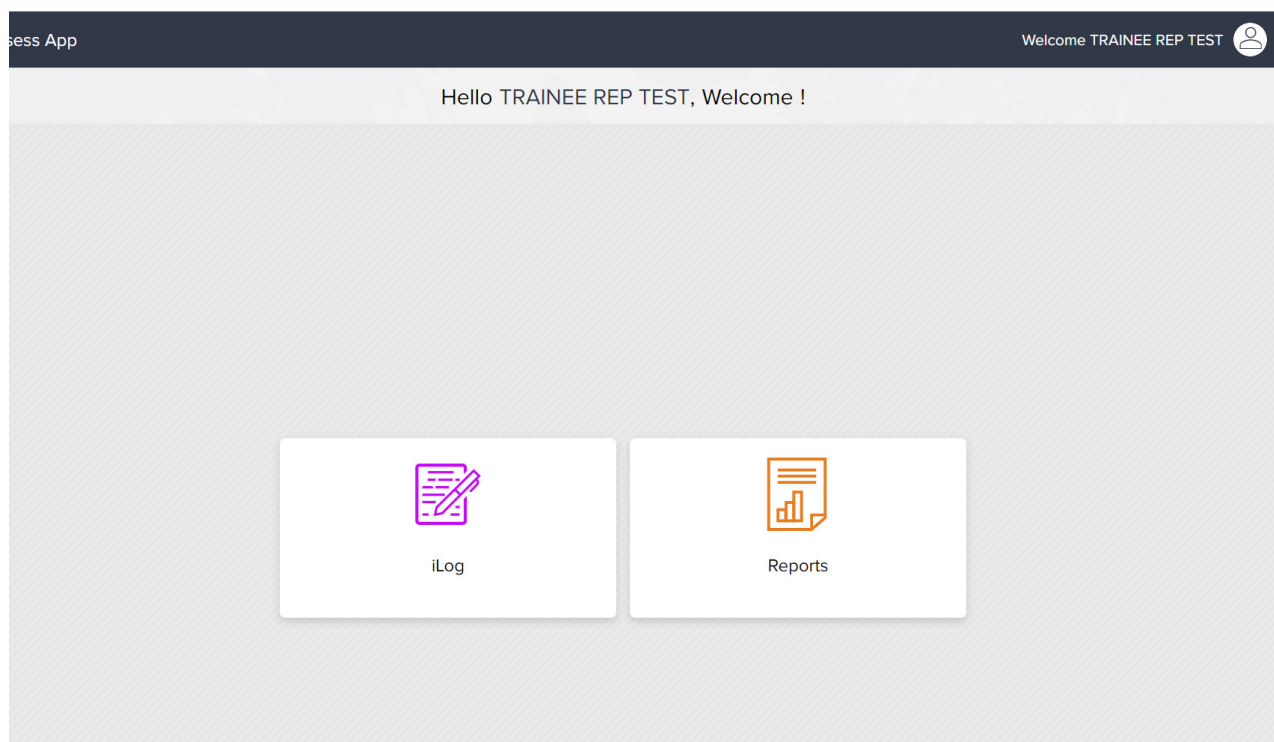 sess App
Welcome TRAINEE REP TEST
Hello TRAINEE REP TEST, Welcome !
iLog
Reports